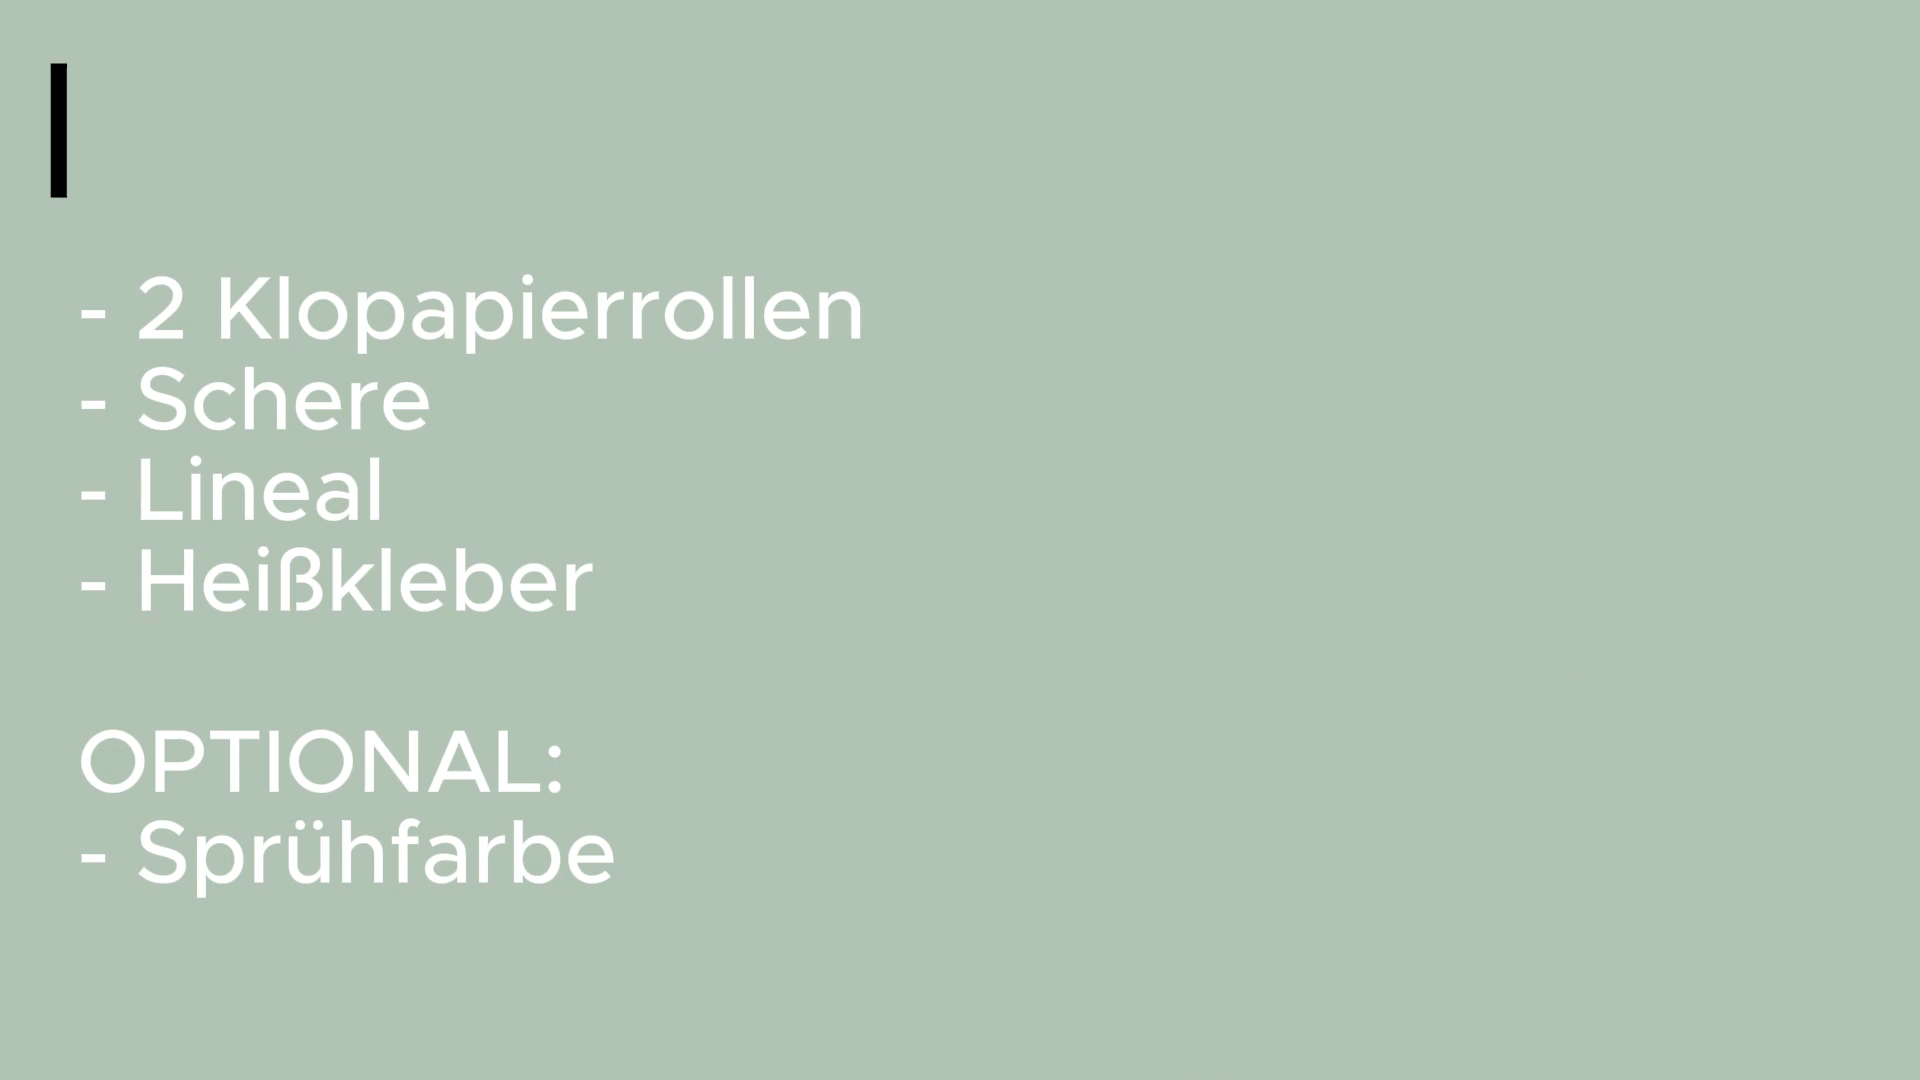 - 2 Klopapierrollen
- Schere
- Lineal
- Heißkleber
OPTIONAL:
- Sprühfarbe